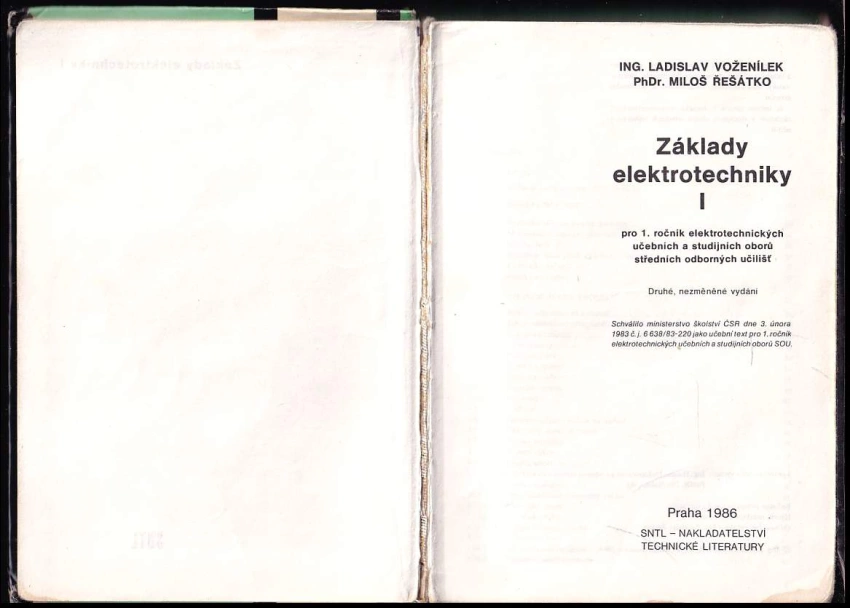 ING. LADISLAV VOŽENÍLEK
PhDr. MILOŠ ŘEŠÁTKO
Základy
elektrotechniky
I
pro 1. ročník elektrotechnických
učebních a studijních oborů
středních odborných učilišť
Druhé, nezměněné vydání
Schválilo ministerstvo školství ČSR dne 3. února
1983 č. j. 6 638/83-220 jako učební text pro 1. ročník
elektrotechnických učebních a studijních oborů SOU.
Praha 1986
SNTL – NAKLADATELSTVÍ
TECHNICKÉ LITERATURY